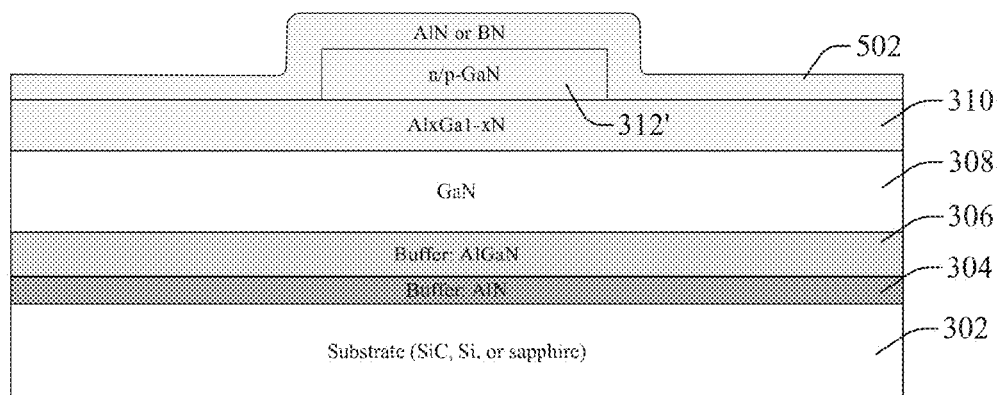 AlN or BN
502
n/p-GaN
310
AlxGa1-xN
312'
308
GaN
306
Buffer: AlGaN
304
Buffer: AlN
302
Substrate (SiC, Si, or sapphire)